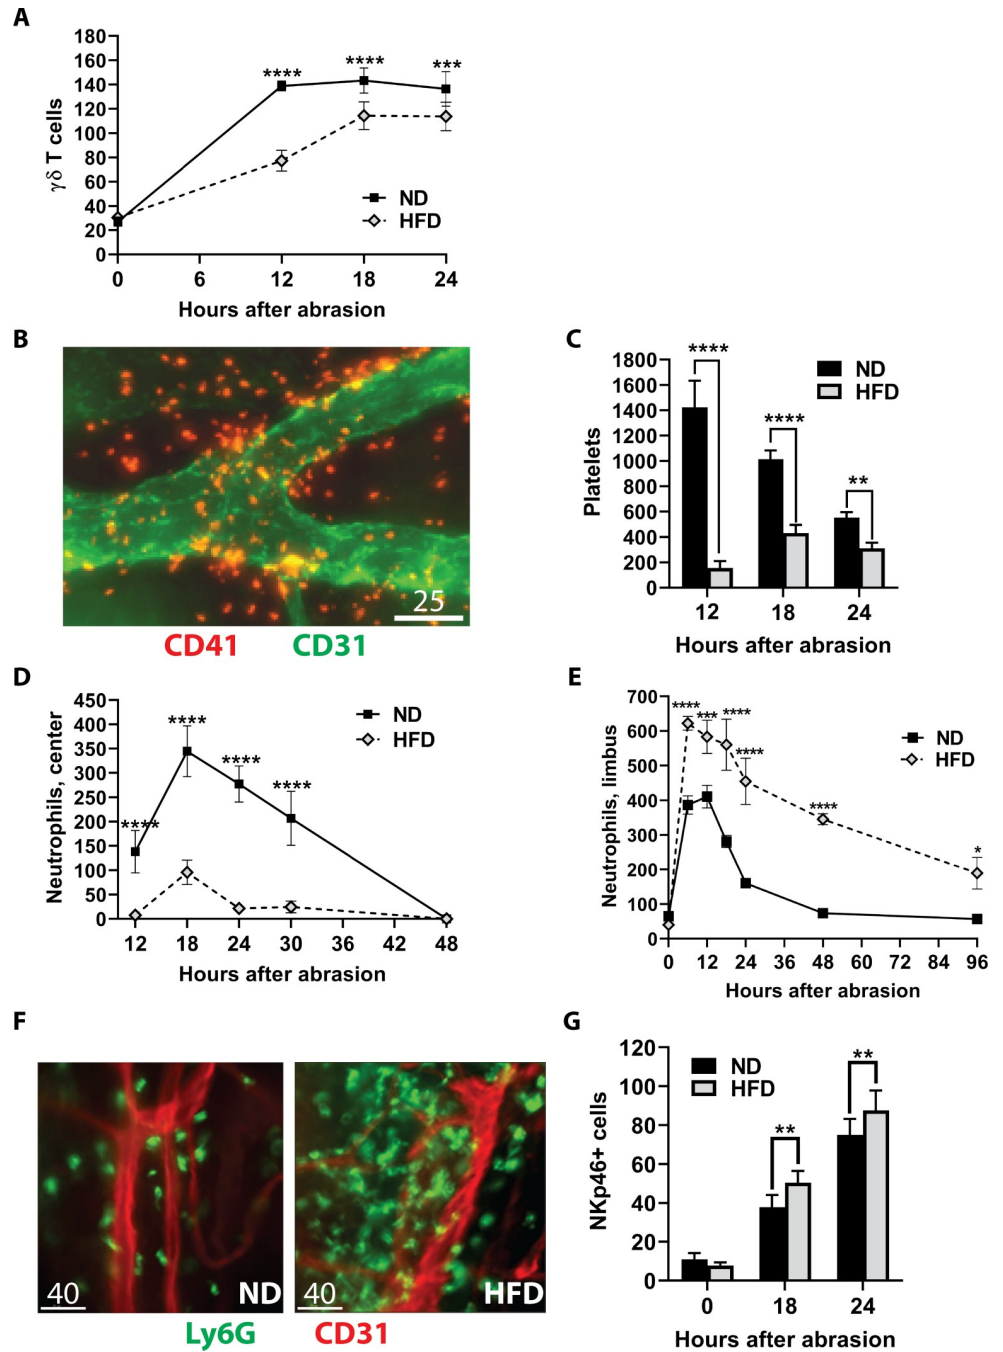 A
γδ T cells
180
160
140
120
100
80
60
40
20
0
**** **** ***
ND
HFD
0 6 12 18 24
Hours after abrasion
B
25
CD41 CD31
C
Platelets
1800
1600
1400
1200
1000
800
600
400
200
0
****
****
**
ND
HFD
12 18 24
Hours after abrasion
D
Neutrophils, center
450
400
350
300
250
200
150
100
50
0
****
****
****
****
ND
HFD
12 18 24 30 36 42 48
Hours after abrasion
E
Neutrophils, limbus
700
600
500
400
300
200
100
0
**** *** ****
****
****
*
ND
HFD
0 12 24 36 48 60 72 84 96
Hours after abrasion
F
40 ND
40 HFD
Ly6G CD31
G
NKp46+ cells
120
100
80
60
40
20
0
ND
HFD
**
**
0 18 24
Hours after abrasion